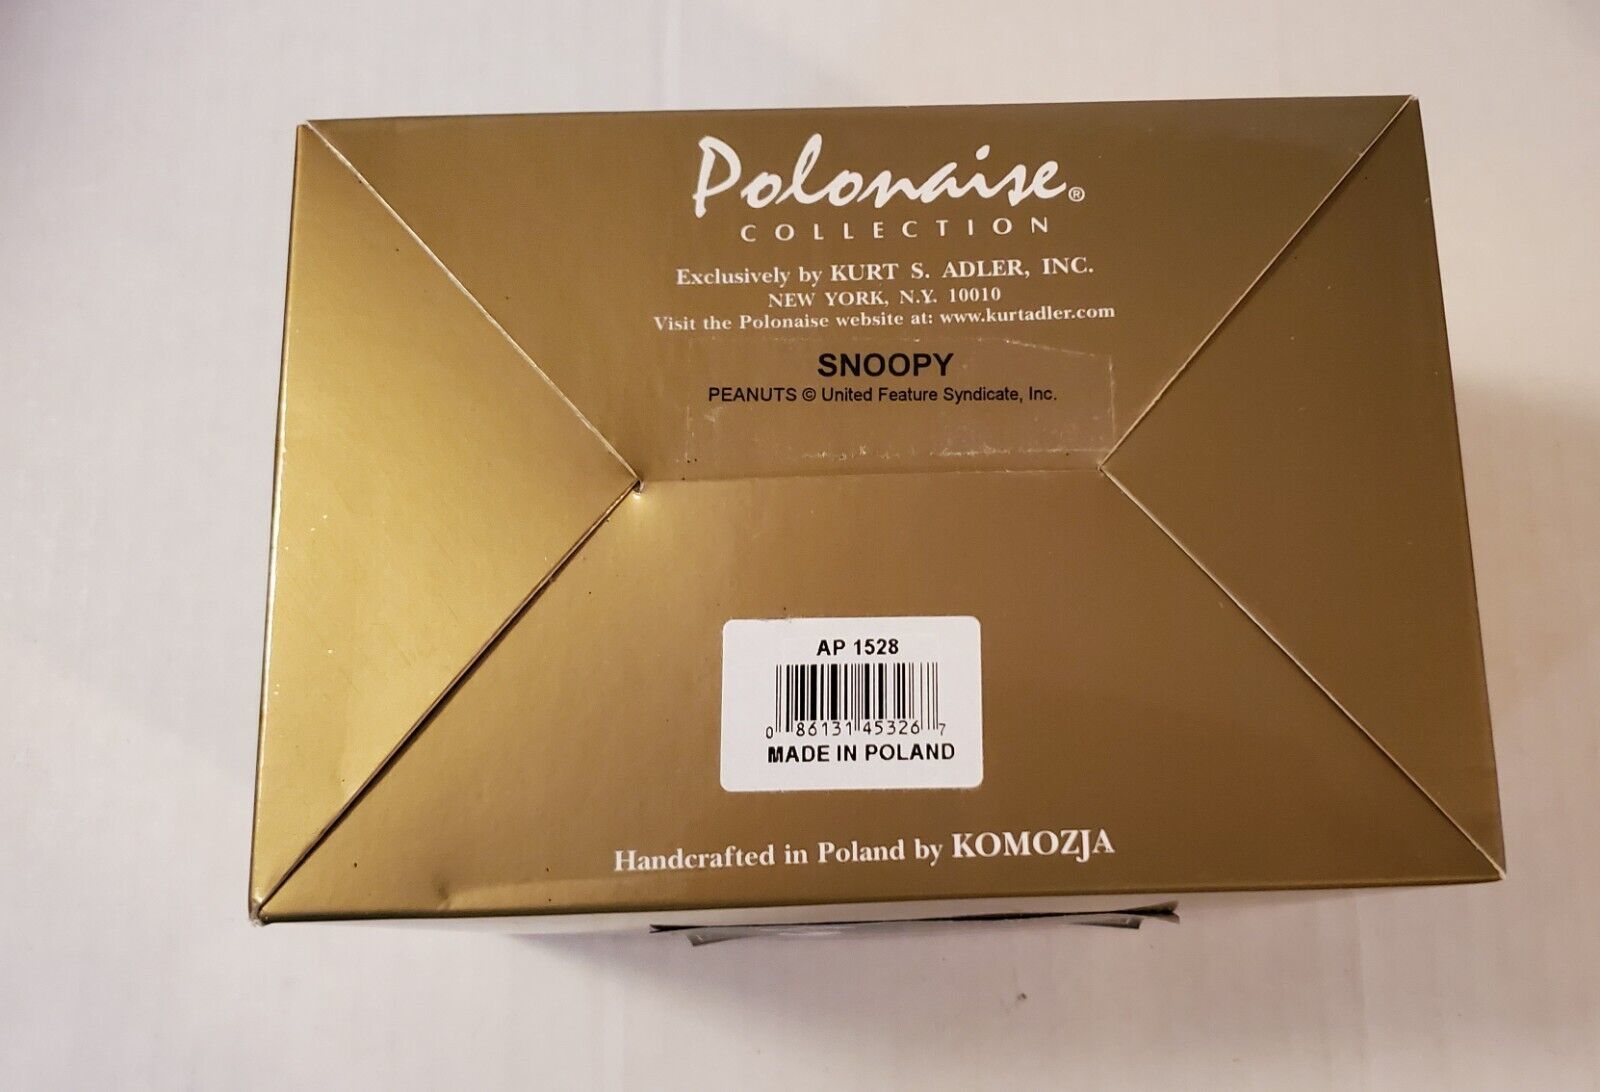 Polonaise®
COLLECTION
Exclusively by KURT S. ADLER, INC.
NEW YORK, N.Y. 10010
Visit the Polonaise website at: www.kurtadler.com
SNOOPY
PEANUTS © United Feature Syndicate, Inc.
AP 1528
0 86131 45326 7
MADE IN POLAND
Handcrafted in Poland by KOMOZJA